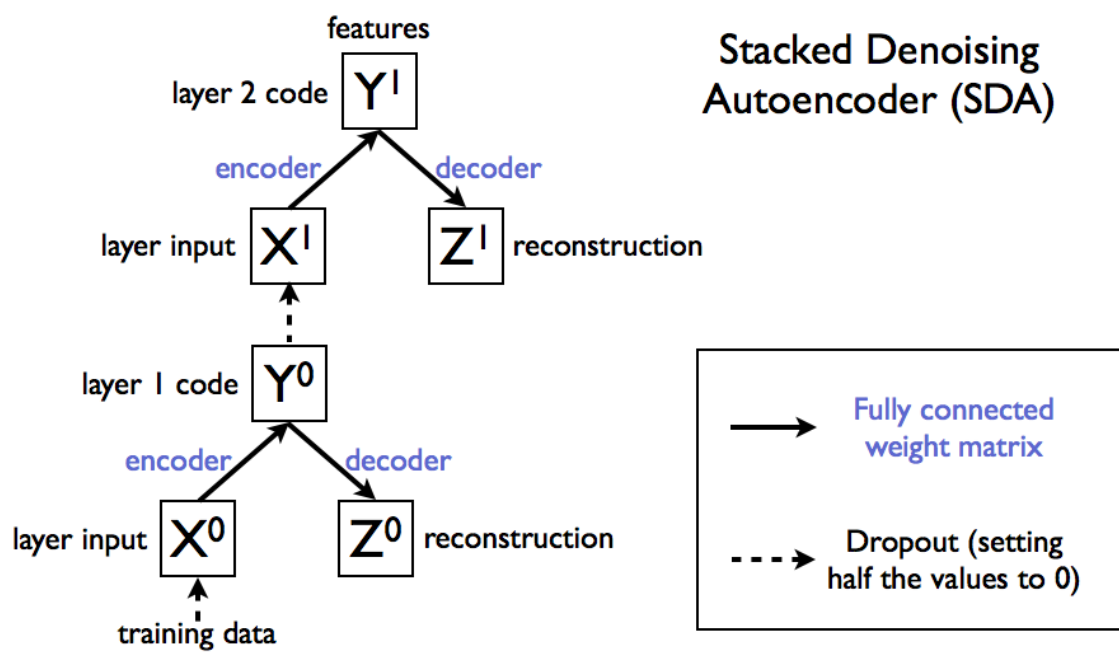 features
Stacked Denoising
Autoencoder (SDA)
layer 2 code
Y¹
encoder
decoder
layer input
X¹
Z¹
reconstruction
layer 1 code
Y⁰
encoder
decoder
layer input
X⁰
Z⁰
reconstruction
training data
Fully connected
weight matrix
Dropout (setting
half the values to 0)